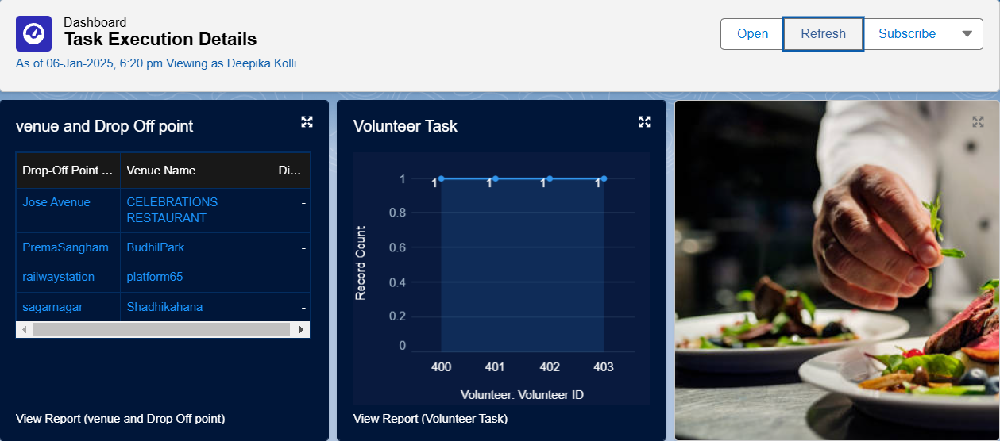 Dashboard
Task Execution Details
As of 06-Jan-2025, 6:20 pm·Viewing as Deepika Kolli
Open
Refresh
Subscribe
venue and Drop Off point
Drop-Off Point ... Venue Name Di...
Jose Avenue CELEBRATIONS -
RESTAURANT
PremaSangham BudhilPark -
railwaystation platform65 -
sagarnagar Shadhikahana -
View Report (venue and Drop Off point)
Volunteer Task
Record Count
1
0.8
0.6
0.4
0.2
0
1 1 1 1
400 401 402 403
Volunteer: Volunteer ID
View Report (Volunteer Task)